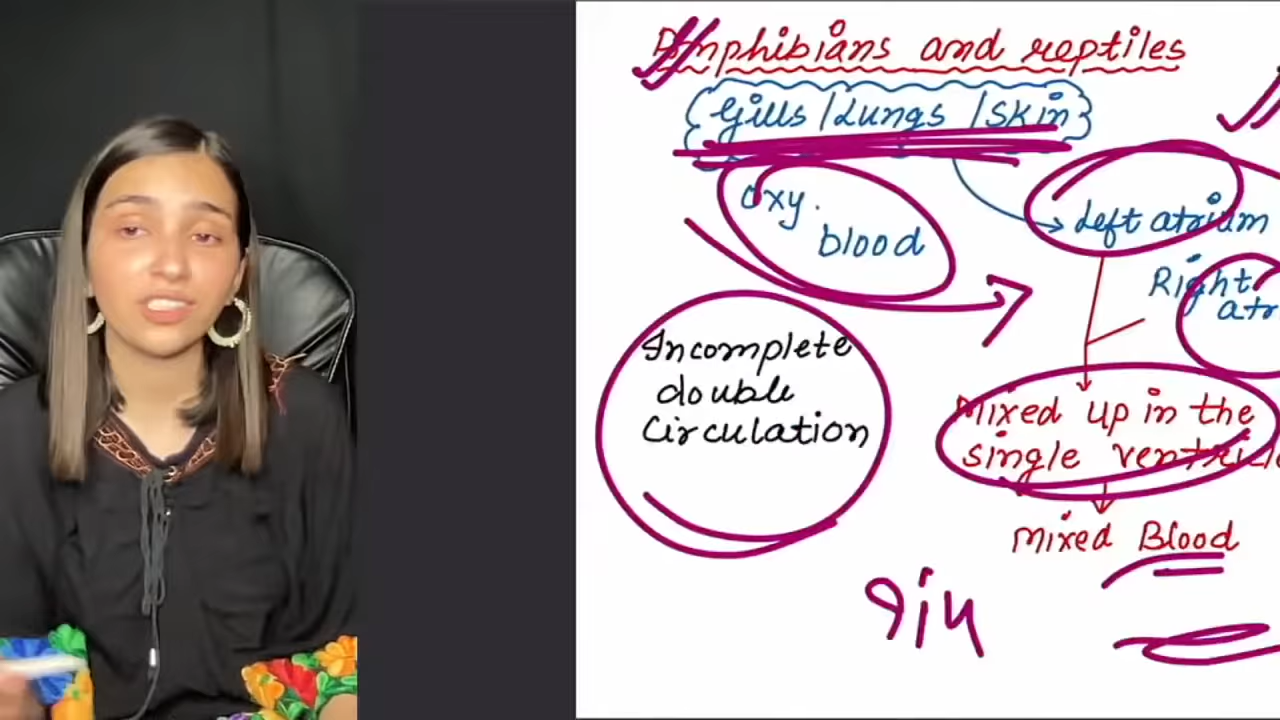 Amphibians and reptiles
Gills / Lungs / Skin
oxy.
blood
Left atrium
Right
Incomplete
double
Circulation
Mixed up in the
single
Mixed Blood